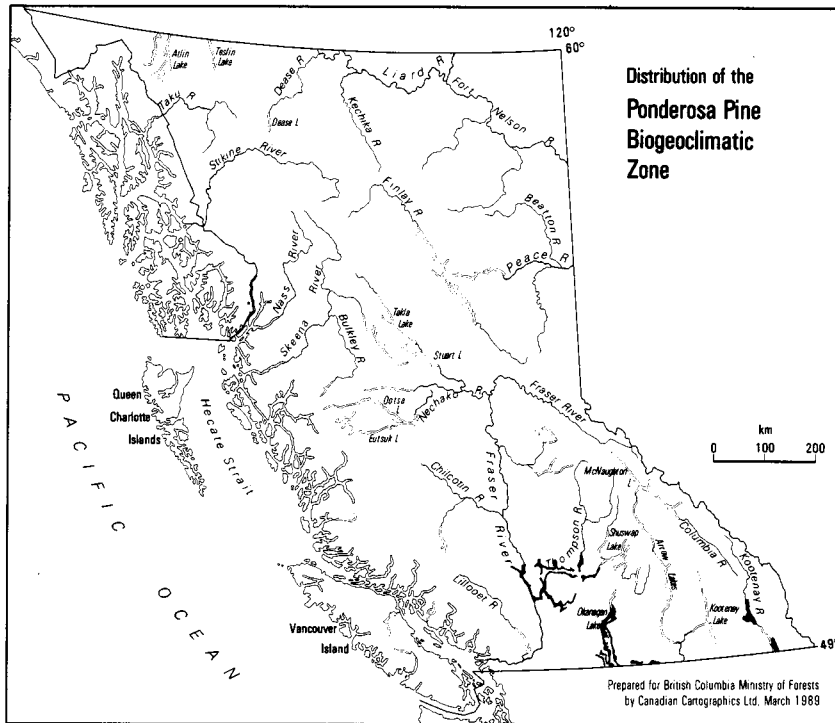 120°
60°
Distribution of the
Ponderosa Pine
Biogeoclimatic
Zone
Atlin
Lake
Teslin
Lake
Dease R
Liard R
Fort
Nelson R
Taku R
Dease L
Kechika R
Stikine River
Finlay R
Beatton R
Peace R
Nass River
Skeena River
Bulkley R
Takla
Lake
Stuart L
Queen
Charlotte
Islands
Hecate Strait
PACIFIC OCEAN
Ootsa
Eutsuk L
Nechako R
Fraser River
km
0 100 200
Chilcotin R
Fraser River
McNaughton
L
Thompson R
Shuswap
Lake
Columbia R
Arrow
Lakes
Kootenay R
Lillooet R
Okanagan
Lake
Kootenay
Lake
Vancouver
Island
49°
Prepared for British Columbia Ministry of Forests
by Canadian Cartographics Ltd, March 1989